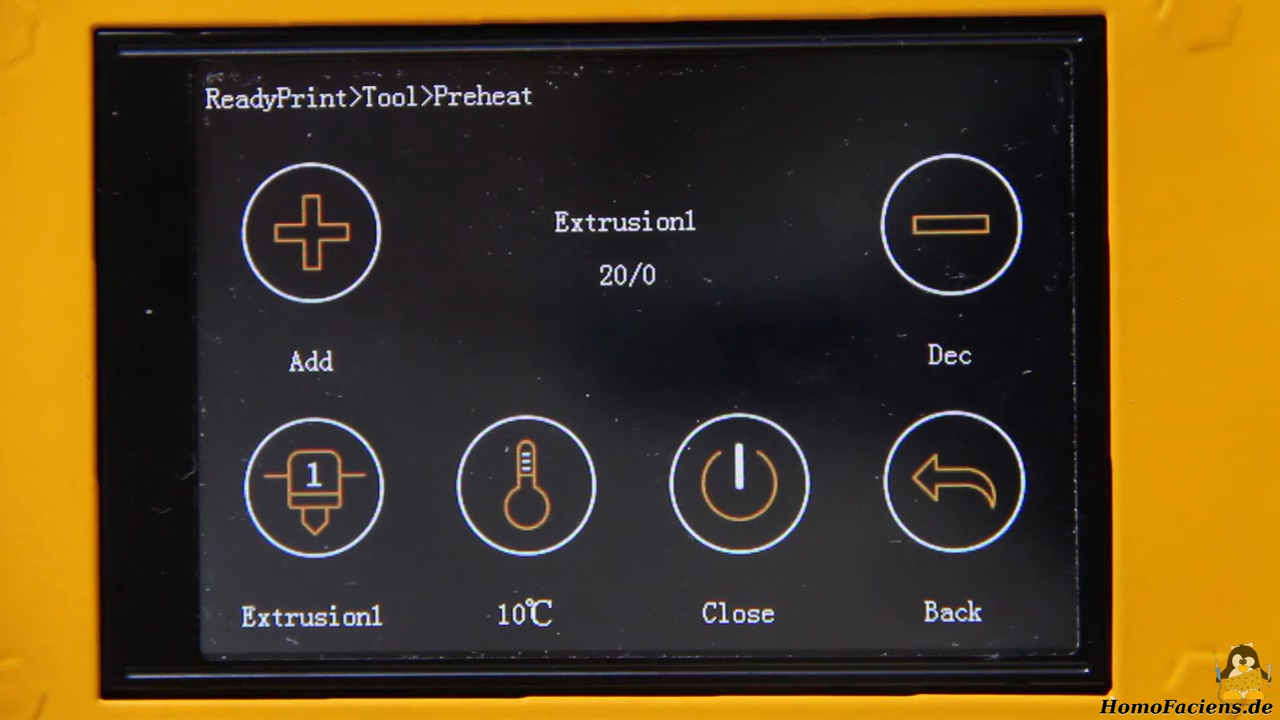 ReadyPrint>Tool>Preheat
Extrusion1
20/0
Add
Dec
1
Extrusion1
10℃
Close
Back
HomoFaciens.de